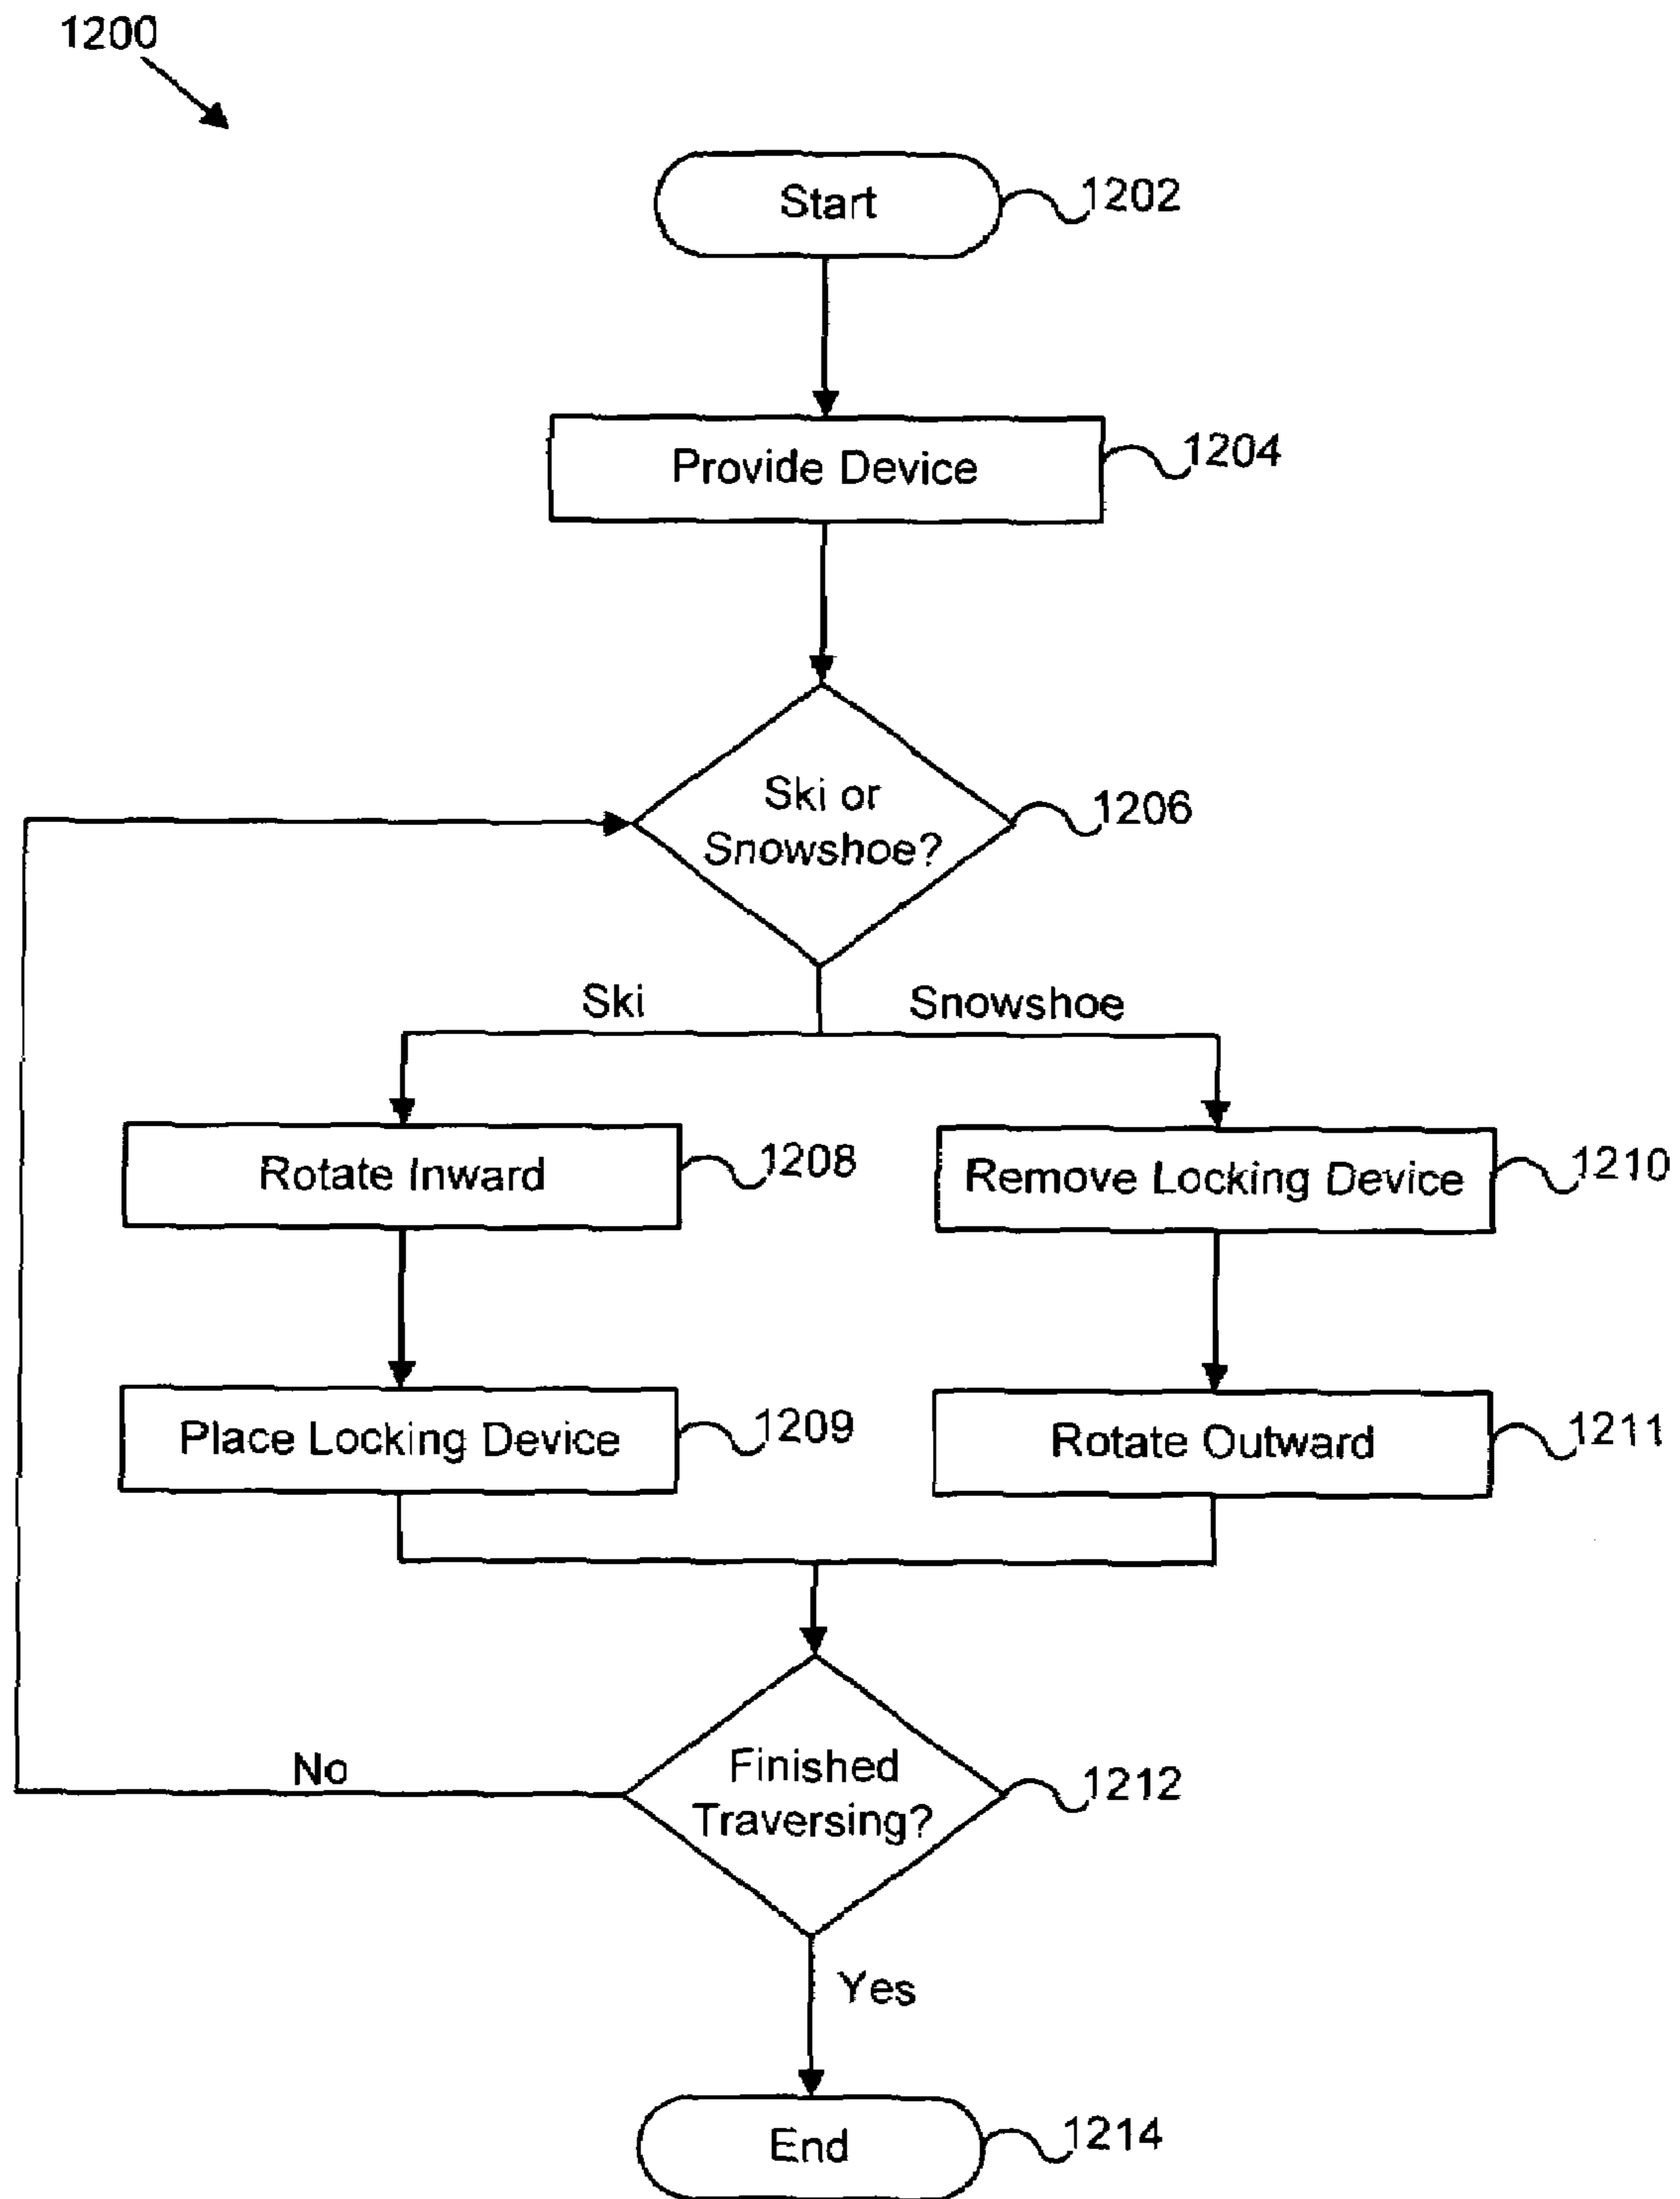 1200
Start
1202
Provide Device
1204
Ski or
Snowshoe?
1206
Ski
Snowshoe
Rotate Inward
1208
Remove Locking Device
1210
Place Locking Device
1209
Rotate Outward
1211
Finished
Traversing?
1212
No
Yes
End
1214